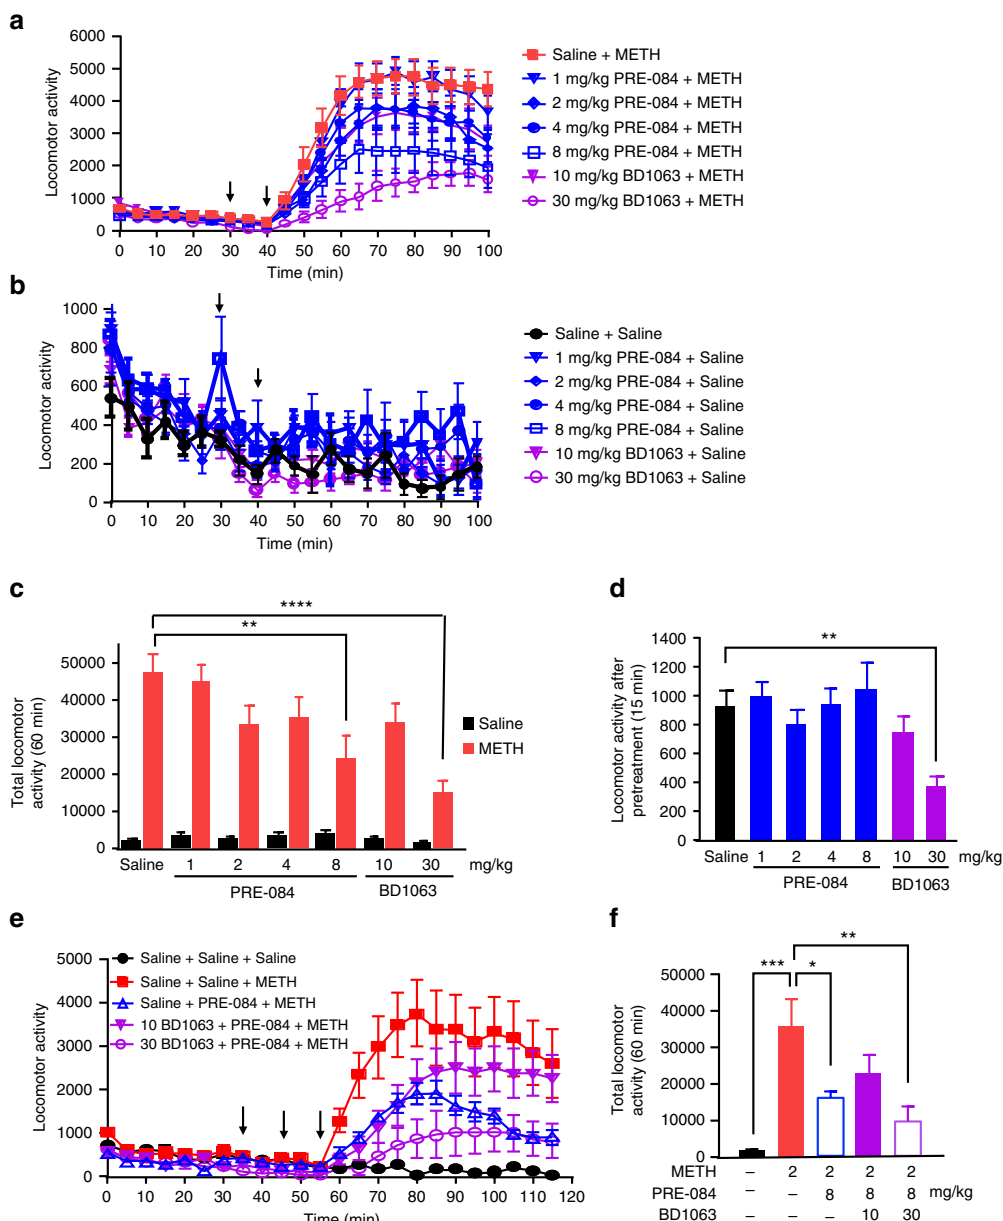 a
6000
5000
4000
3000
2000
1000
0
Locomotor activity
0 10 20 30 40 50 60 70 80 90 100
Time (min)
Saline + METH
1 mg/kg PRE-084 + METH
2 mg/kg PRE-084 + METH
4 mg/kg PRE-084 + METH
8 mg/kg PRE-084 + METH
10 mg/kg BD1063 + METH
30 mg/kg BD1063 + METH
b
1000
800
600
400
200
0
Locomotor activity
0 10 20 30 40 50 60 70 80 90 100
Time (min)
Saline + Saline
1 mg/kg PRE-084 + Saline
2 mg/kg PRE-084 + Saline
4 mg/kg PRE-084 + Saline
8 mg/kg PRE-084 + Saline
10 mg/kg BD1063 + Saline
30 mg/kg BD1063 + Saline
c
****
**
50000
40000
30000
20000
10000
0
Total locomotor
activity (60 min)
Saline
METH
Saline 1 2 4 8 10 30 mg/kg
PRE-084 BD1063
d
**
1400
1200
1000
800
600
400
200
0
Locomotor activity after
pretreatment (15 min)
Saline 1 2 4 8 10 30 mg/kg
PRE-084 BD1063
e
5000
4000
3000
2000
1000
0
Locomotor activity
Saline + Saline + Saline
Saline + Saline + METH
Saline + PRE-084 + METH
10 BD1063 + PRE-084 + METH
30 BD1063 + PRE-084 + METH
0 10 20 30 40 50 60 70 80 90 100 110 120
Time (min)
f
**
*** *
50000
40000
30000
20000
10000
0
Total locomotor
activity (60 min)
METH – 2 2 2 2
PRE-084 – – 8 8 8 mg/kg
BD1063 – – – 10 30